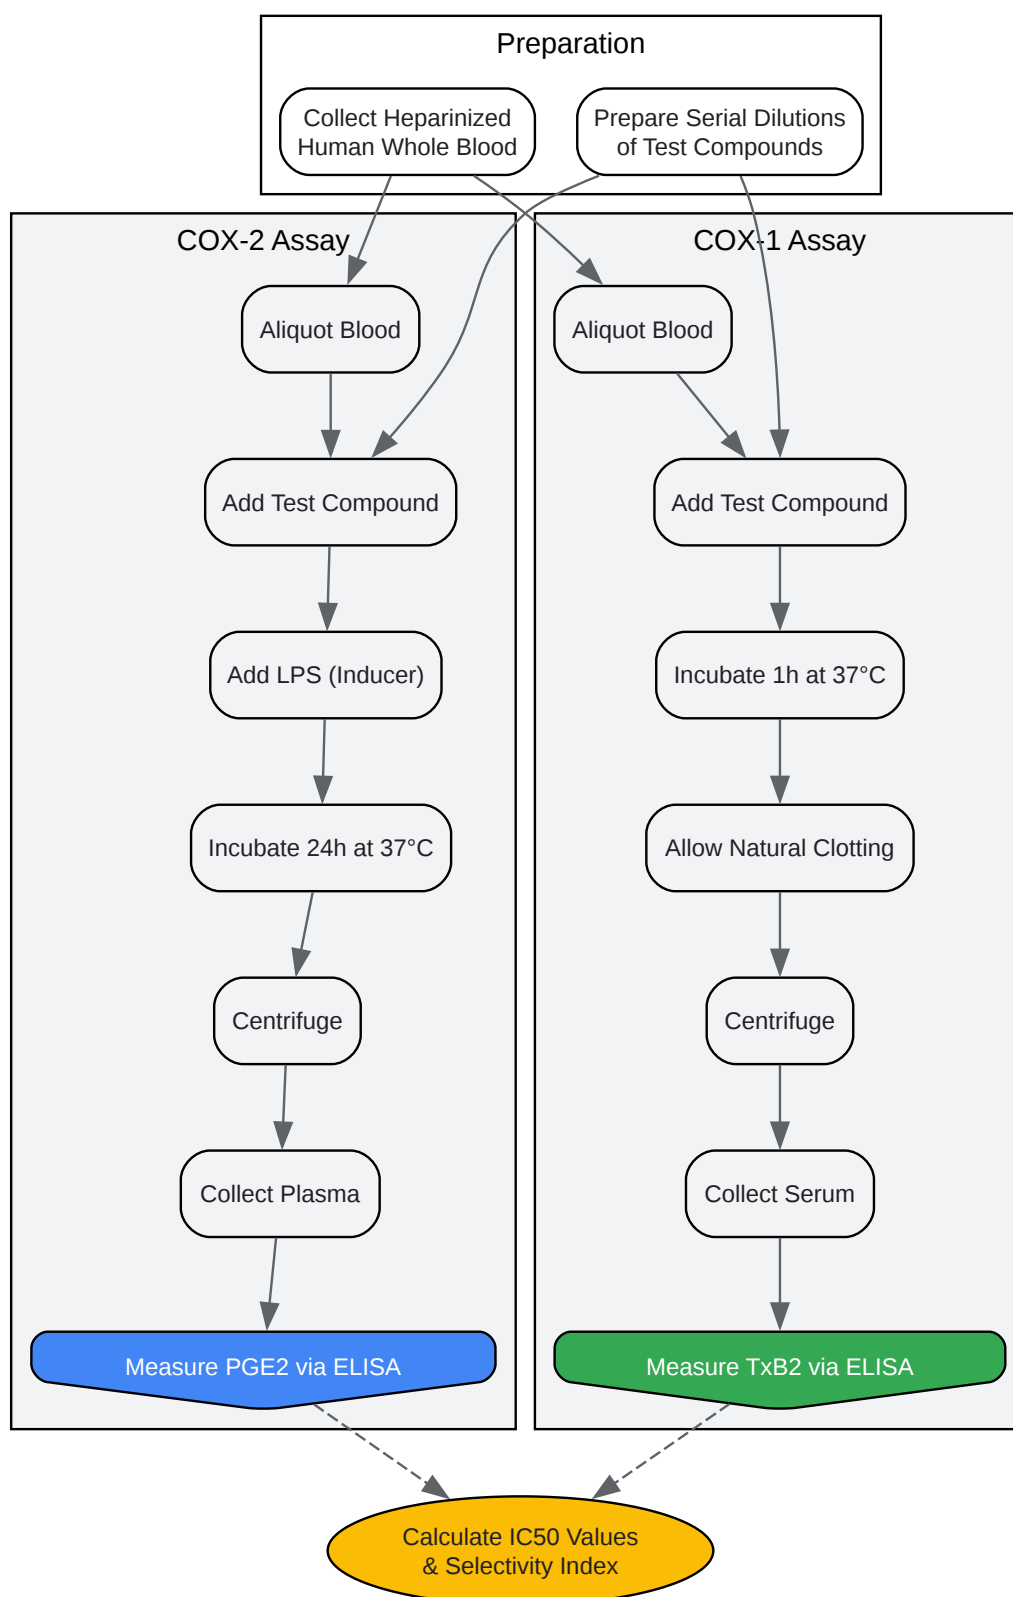 Preparation
Collect Heparinized
Human Whole Blood
Prepare Serial Dilutions
of Test Compounds
COX-2 Assay
Aliquot Blood
Add Test Compound
Add LPS (Inducer)
Incubate 24h at 37°C
Centrifuge
Collect Plasma
Measure PGE2 via ELISA
COX-1 Assay
Aliquot Blood
Add Test Compound
Incubate 1h at 37°C
Allow Natural Clotting
Centrifuge
Collect Serum
Measure TxB2 via ELISA
Calculate IC50 Values
& Selectivity Index